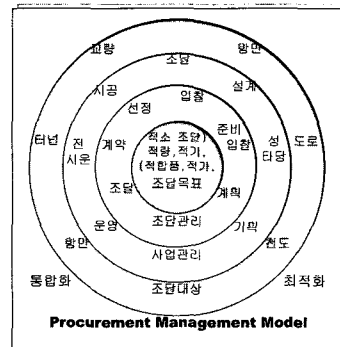 교량
조달
항만
시공
설계
선정
입찰
터널
전
시운
계약
적소 조달)
적량, 적기,
(적합품, 적가,
조달목표
준비
입찰
성
타당
도로
조달
계획
조달관리
운영
기획
항만
사업관리
철도
통합화
조달대상
최적화
Procurement Management Model